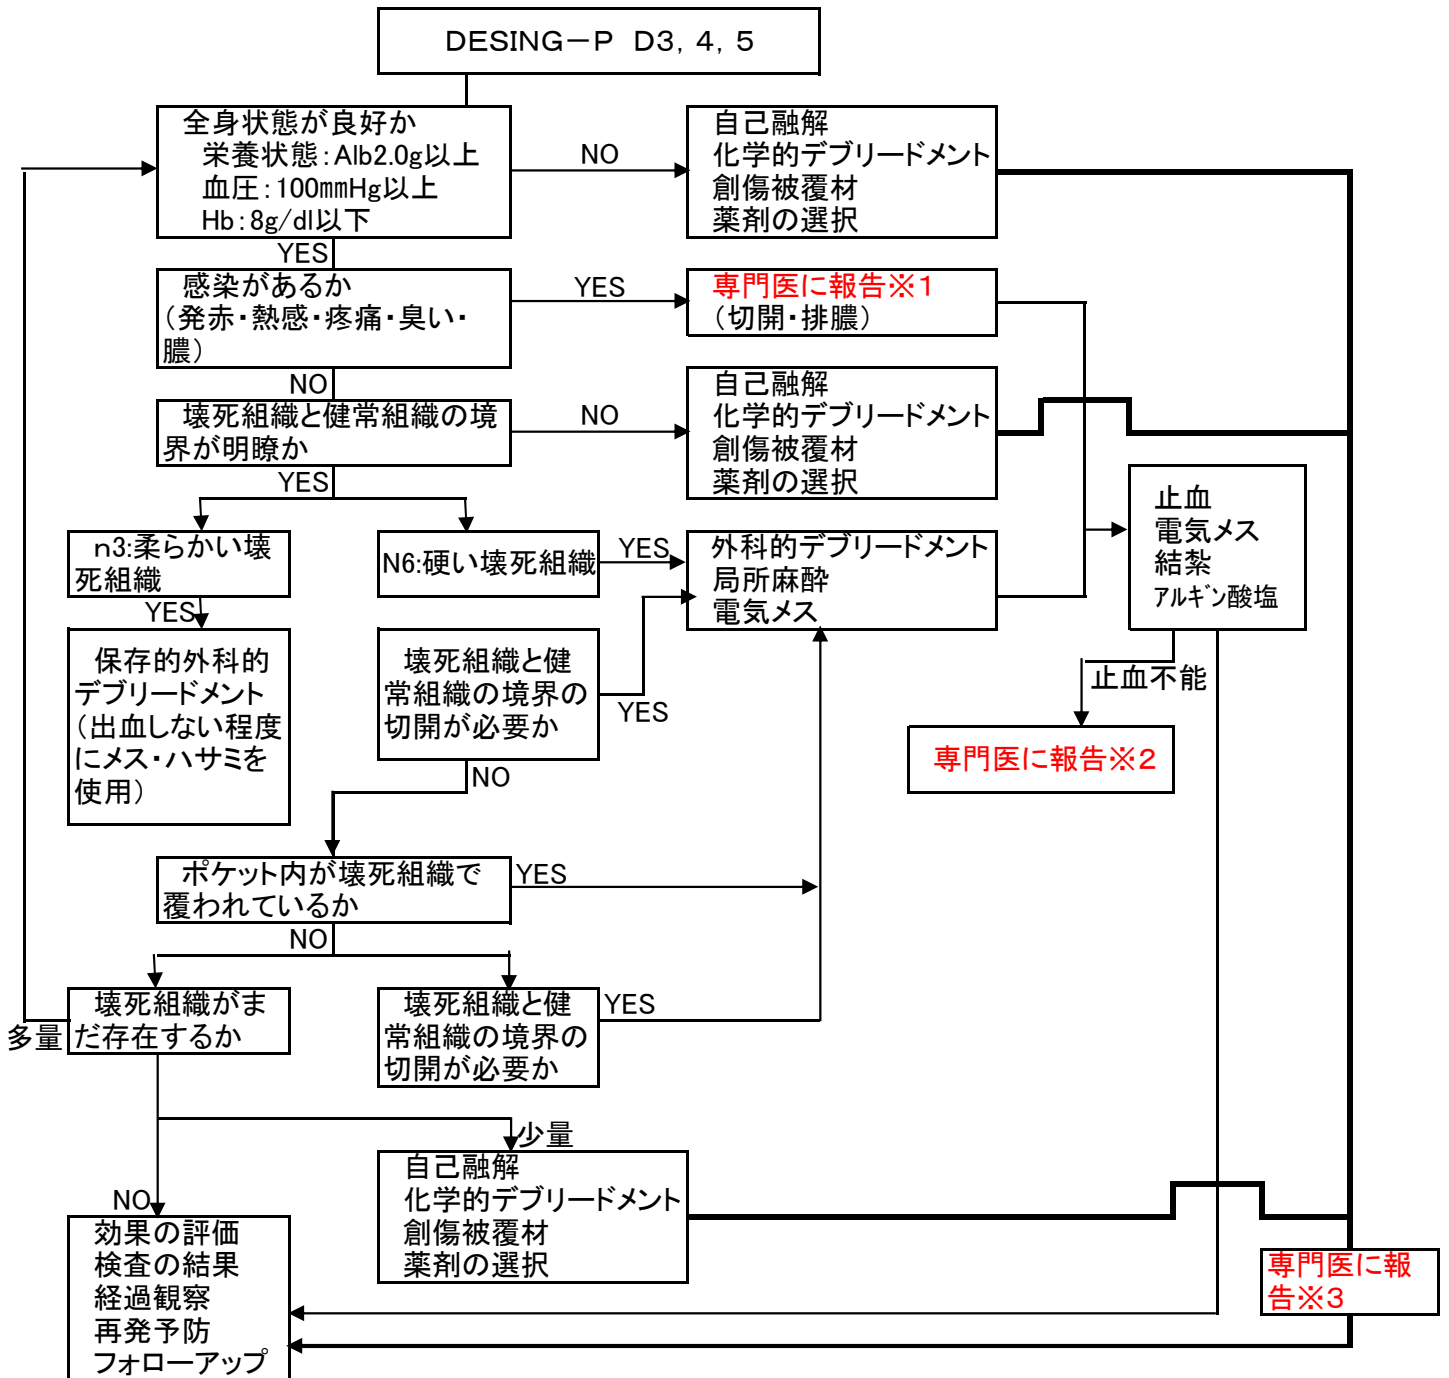 DESING－P D3，4，5
全身状態が良好か
栄養状態：Alb2.0g以上
血圧：100mmHg以上
Hb：8g/dl以下
NO
自己融解
化学的デブリードメント
創傷被覆材
薬剤の選択
YES
感染があるか
（発赤・熱感・疼痛・臭い・
膿）
YES
専門医に報告※1
（切開・排膿）
NO
壊死組織と健常組織の境
界が明瞭か
NO
自己融解
化学的デブリードメント
創傷被覆材
薬剤の選択
YES
止血
電気メス
結紮
ｱﾙｷﾞﾝ酸塩
n3:柔らかい壊
死組織
N6:硬い壊死組織
YES
外科的デブリードメント
局所麻酔
電気メス
YES
保存的外科的
デブリードメント
（出血しない程度
にメス・ハサミを
使用）
壊死組織と健
常組織の境界の
切開が必要か
YES
止血不能
専門医に報告※2
NO
ポケット内が壊死組織で
覆われているか
YES
NO
壊死組織がま
だ存在するか
多量
壊死組織と健
常組織の境界の
切開が必要か
YES
少量
自己融解
化学的デブリードメント
創傷被覆材
薬剤の選択
NO
効果の評価
検査の結果
経過観察
再発予防
フォローアップ
専門医に報
告※3